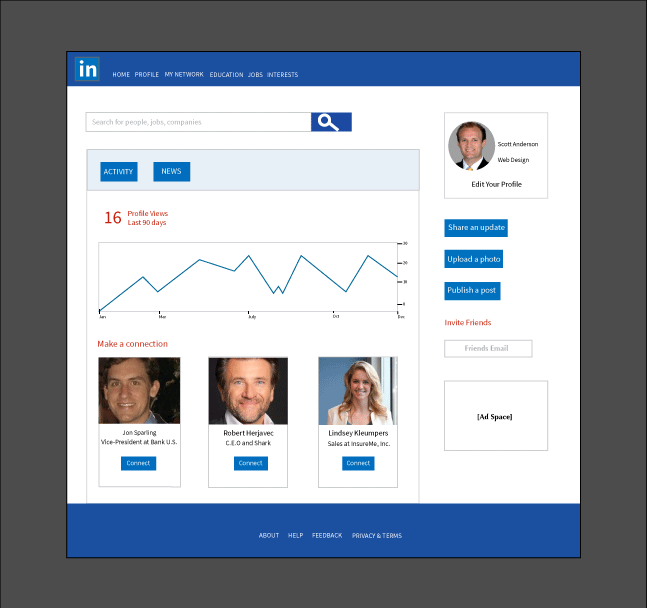 in
HOME PROFILE MY NETWORK EDUCATION JOBS INTERESTS
Search for people, jobs, companies
Scott Anderson
Web Design
Edit Your Profile
ACTIVITY NEWS
16 Profile Views
Last 90 days
30
20
10
0
Jan Mar July Oct Dec
Share an update
Upload a photo
Publish a post
Invite Friends
Friends Email
[Ad Space]
Make a connection
Jon Sparling
Vice-President at Bank U.S.
Connect
Robert Herjavec
C.E.O and Shark
Connect
Lindsey Kleumpers
Sales at InsureMe, Inc.
Connect
ABOUT HELP FEEDBACK PRIVACY & TERMS